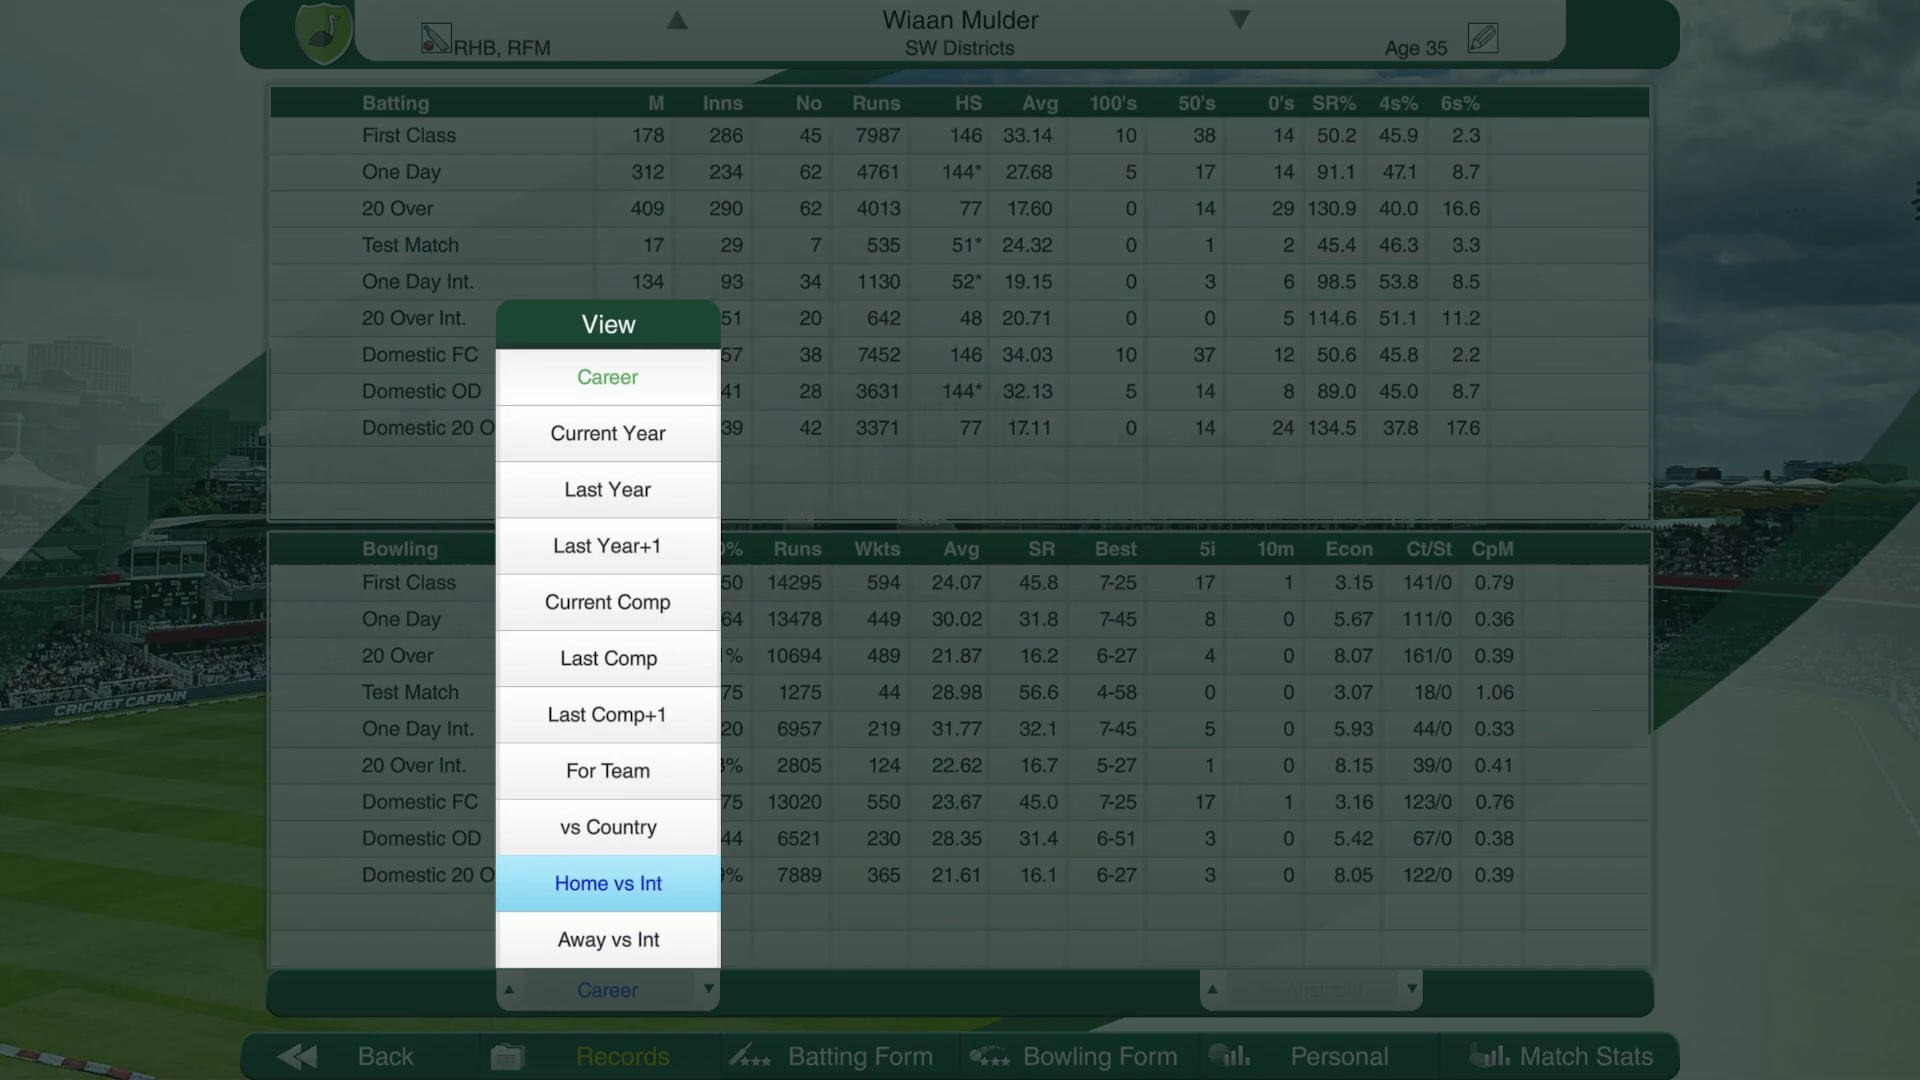 Wiaan Mulder
RHB, RFM SW Districts Age 35
Batting M Inns No Runs HS Avg 100's 50's 0's SR% 4s% 6s%
First Class 178 286 45 7987 146 33.14 10 38 14 50.2 45.9 2.3
One Day 312 234 62 4761 144* 27.68 5 17 14 91.1 47.1 8.7
20 Over 409 290 62 4013 77 17.60 0 14 29 130.9 40.0 16.6
Test Match 17 29 7 535 51* 24.32 0 1 2 45.4 46.3 3.3
One Day Int. 134 93 34 1130 52* 19.15 0 3 6 98.5 53.8 8.5
20 Over Int. 51 20 642 48 20.71 0 0 5 114.6 51.1 11.2
Domestic FC 57 38 7452 146 34.03 10 37 12 50.6 45.8 2.2
Domestic OD 41 28 3631 144* 32.13 5 14 8 89.0 45.0 8.7
Domestic 20 O 39 42 3371 77 17.11 0 14 24 134.5 37.8 17.6
View
Career
Current Year
Last Year
Last Year+1
Current Comp
Last Comp
Last Comp+1
For Team
vs Country
Home vs Int
Away vs Int
Bowling % Runs Wkts Avg SR Best 5i 10m Econ Ct/St CpM
First Class 50 14295 594 24.07 45.8 7-25 17 1 3.15 141/0 0.79
One Day 64 13478 449 30.02 31.8 7-45 8 0 5.67 111/0 0.36
20 Over % 10694 489 21.87 16.2 6-27 4 0 8.07 161/0 0.39
Test Match 75 1275 44 28.98 56.6 4-58 0 0 3.07 18/0 1.06
One Day Int. 20 6957 219 31.77 32.1 7-45 5 0 5.93 44/0 0.33
20 Over Int. % 2805 124 22.62 16.7 5-27 1 0 8.15 39/0 0.41
Domestic FC 75 13020 550 23.67 45.0 7-25 17 1 3.16 123/0 0.76
Domestic OD 44 6521 230 28.35 31.4 6-51 3 0 5.42 67/0 0.38
Domestic 20 O % 7889 365 21.61 16.1 6-27 3 0 8.05 122/0 0.39
CRICKET CAPTAIN
Career Australia
Back Records Batting Form Bowling Form Personal Match Stats